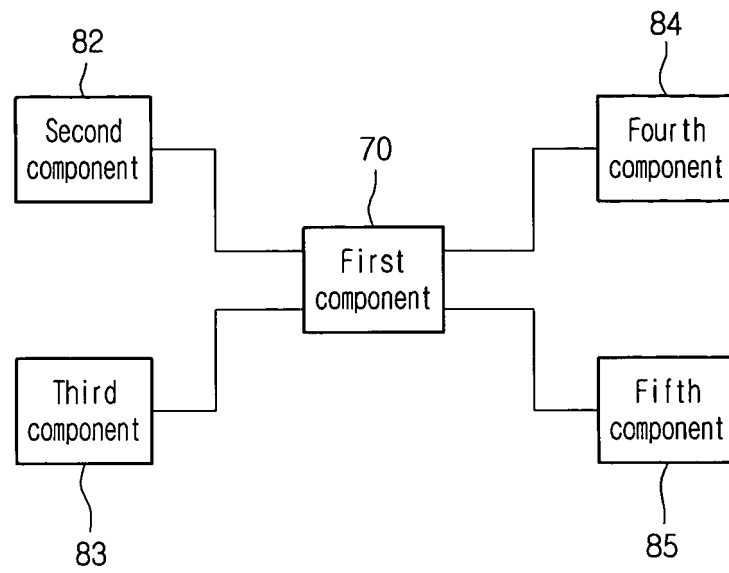 82
Second
component
84
Fourth
component
70
First
component
Third
component
83
Fifth
component
85